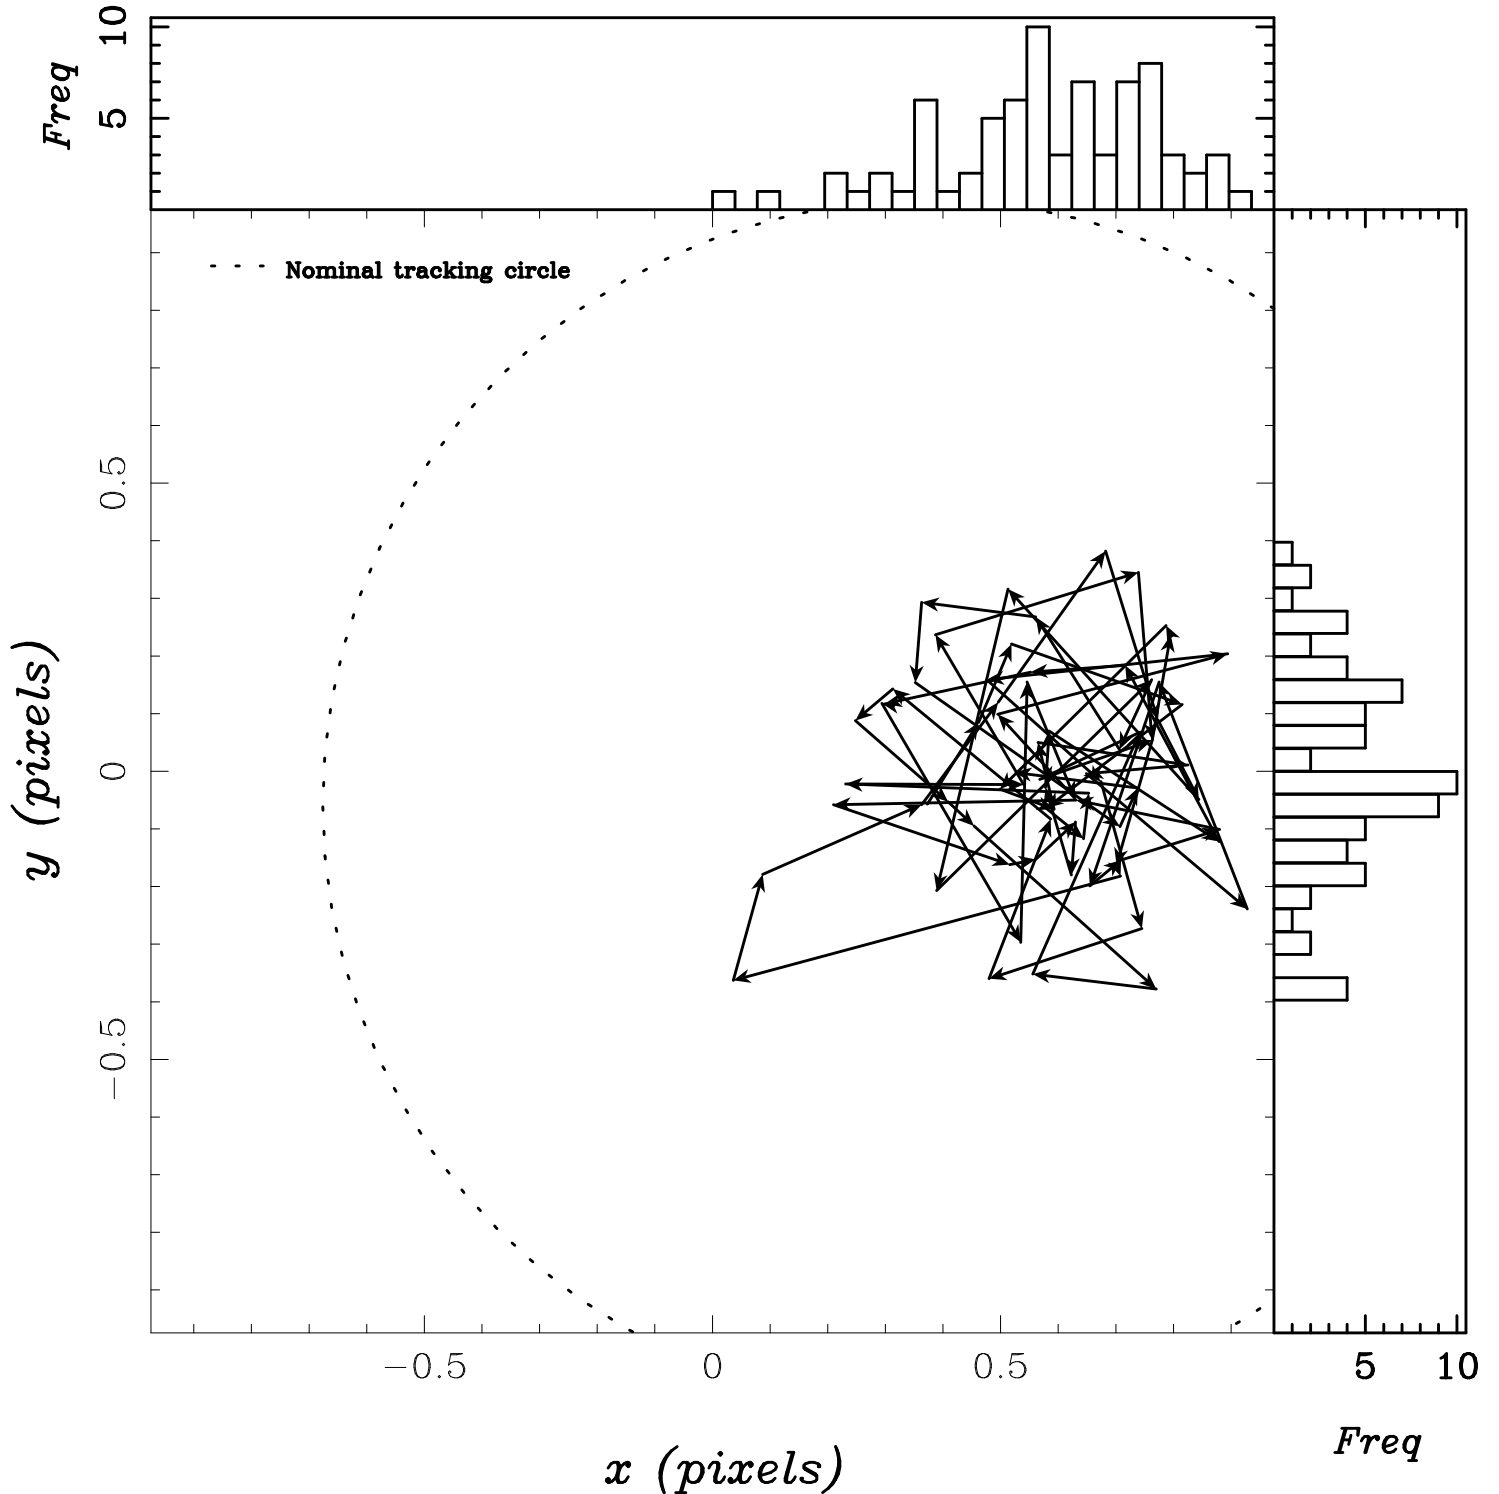 10
5
Freq
Nominal tracking circle
0.5
0
−0.5
y (pixels)
−0.5 0 0.5
5 10
x (pixels)
Freq